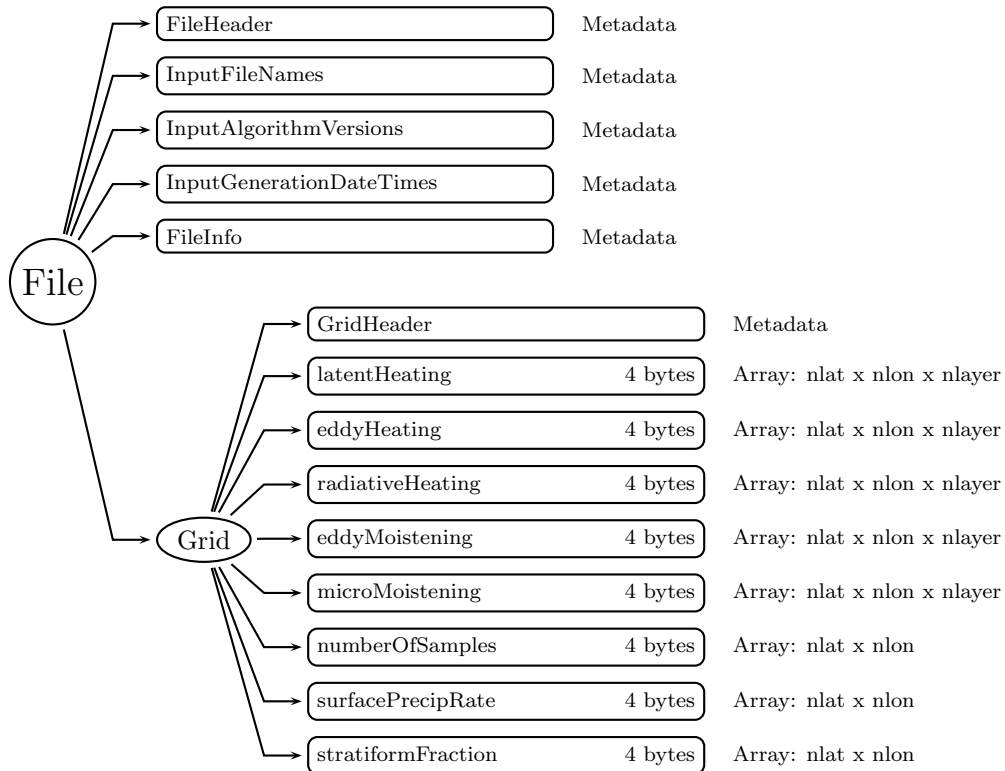 FileHeader Metadata
InputFileNames Metadata
InputAlgorithmVersions Metadata
InputGenerationDateTimes Metadata
FileInfo Metadata
File
GridHeader Metadata
latentHeating 4 bytes Array: nlat x nlon x nlayer
eddyHeating 4 bytes Array: nlat x nlon x nlayer
radiativeHeating 4 bytes Array: nlat x nlon x nlayer
Grid eddyMoistening 4 bytes Array: nlat x nlon x nlayer
microMoistening 4 bytes Array: nlat x nlon x nlayer
numberOfSamples 4 bytes Array: nlat x nlon
surfacePrecipRate 4 bytes Array: nlat x nlon
stratiformFraction 4 bytes Array: nlat x nlon